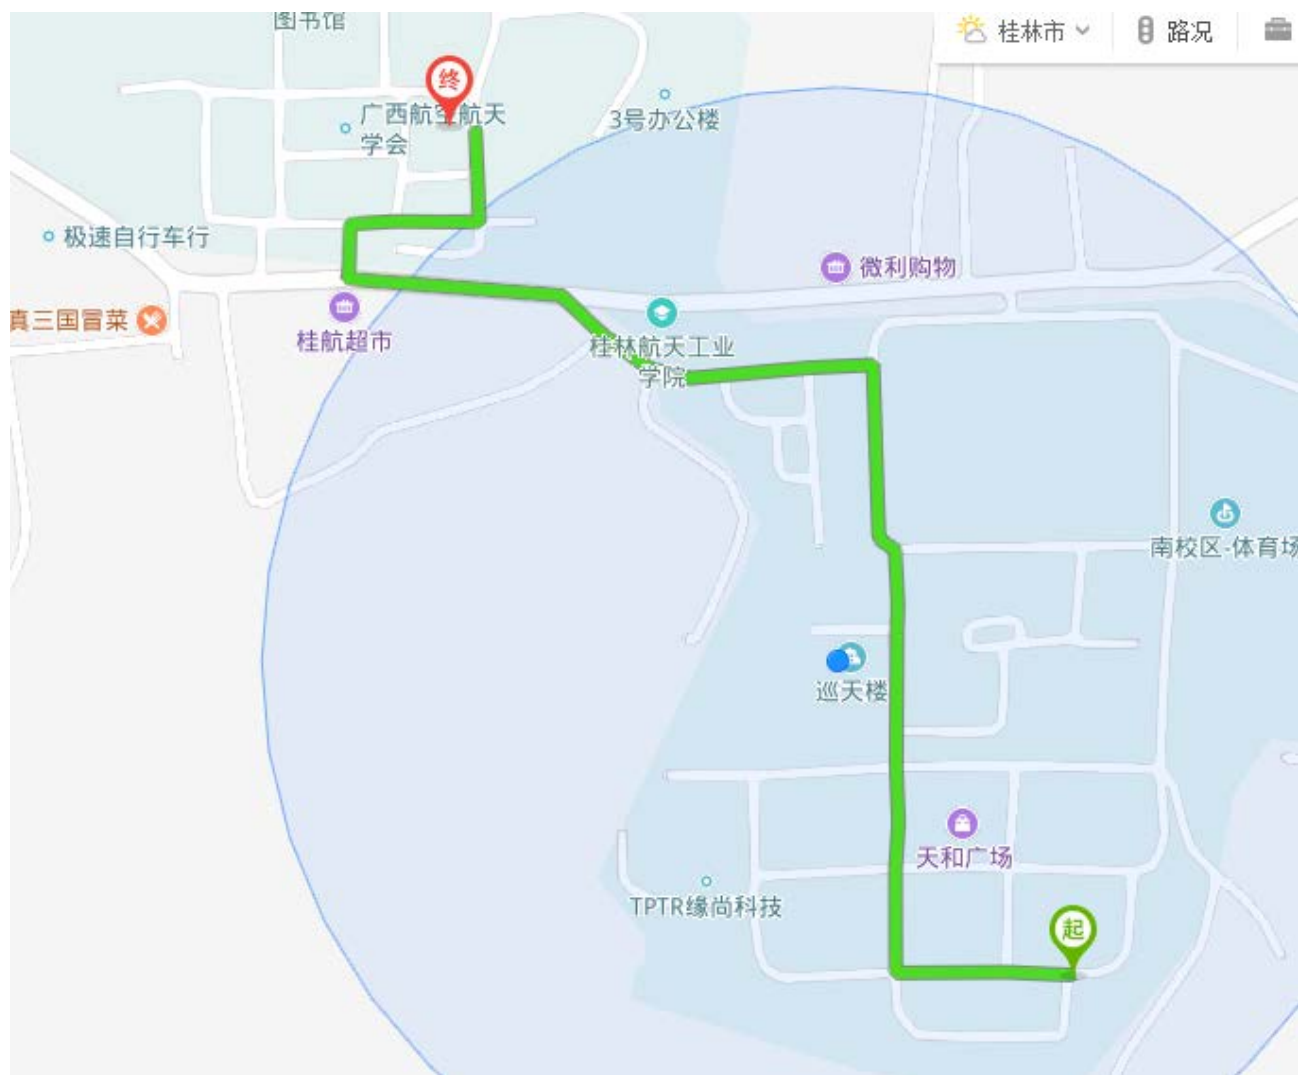 图书馆
桂林市
路况
终
广西航空航天
学会
3号办公楼
极速自行车行
微利购物
真三国冒菜
桂航超市
桂林航天工业
学院
南校区-体育场
巡天楼
天和广场
TPTR缘尚科技
起